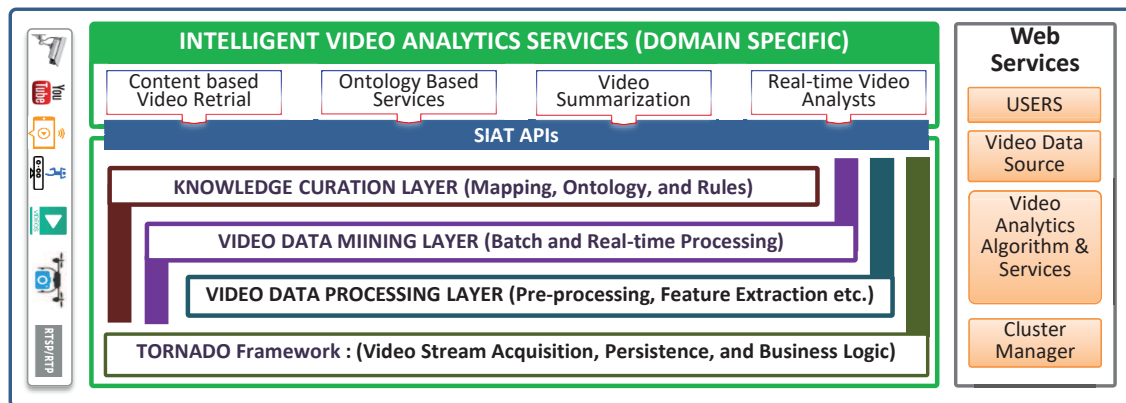 You
Tube
VIDEOS
RTSP/RTP
INTELLIGENT VIDEO ANALYTICS SERVICES (DOMAIN SPECIFIC)
Content based
Video Retrial
Ontology Based
Services
Video
Summarization
Real-time Video
Analysts
SIAT APIs
KNOWLEDGE CURATION LAYER (Mapping, Ontology, and Rules)
VIDEO DATA MIINING LAYER (Batch and Real-time Processing)
VIDEO DATA PROCESSING LAYER (Pre-processing, Feature Extraction etc.)
TORNADO Framework : (Video Stream Acquisition, Persistence, and Business Logic)
Web
Services
USERS
Video Data
Source
Video
Analytics
Algorithm &
Services
Cluster
Manager